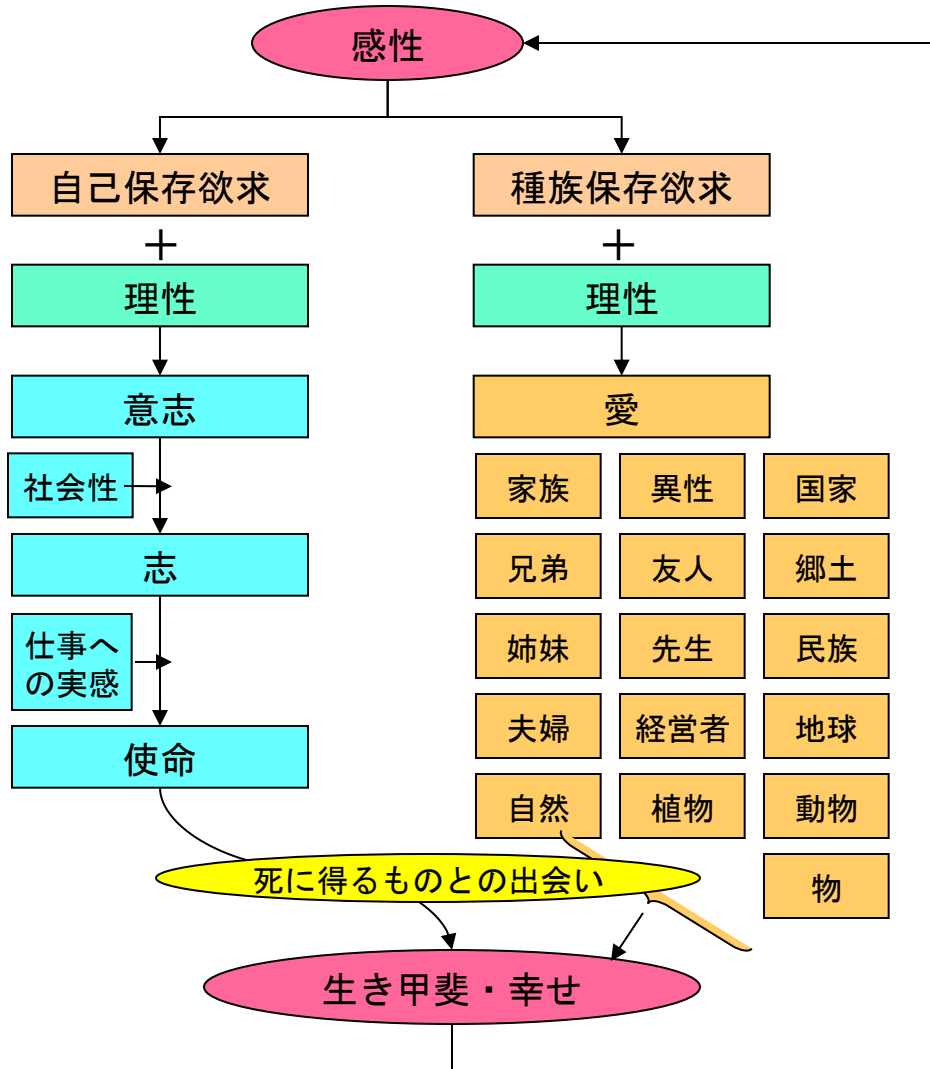 感性
自己保存欲求
種族保存欲求
＋
＋
理性
理性
意志
愛
社会性
家族
異性
国家
志
兄弟
友人
郷土
仕事へ
の実感
姉妹
先生
民族
使命
夫婦
経営者
地球
自然
植物
動物
死に得るものとの出会い
物
生き甲斐・幸せ